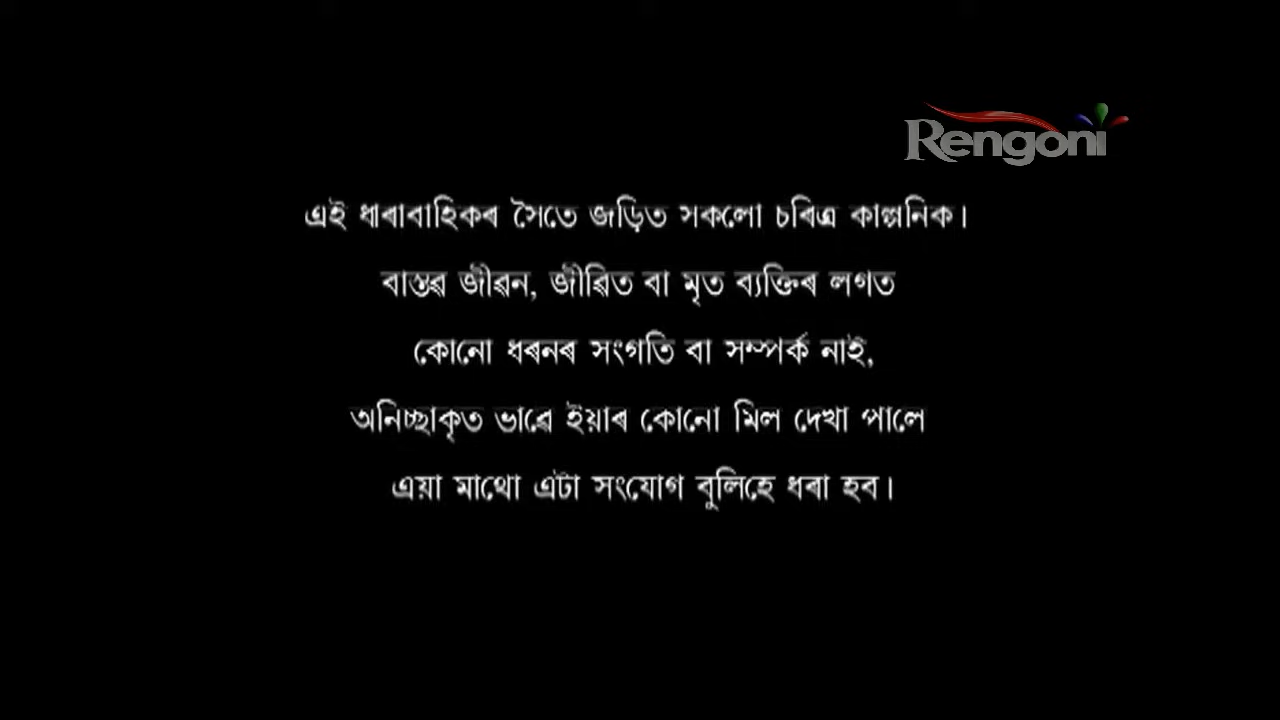 Rengoni
এই ধাৰাবাহিকৰ সৈতে জড়িত সকলো চৰিত্ৰ কাল্পনিক।
বাস্তৱ জীৱন, জীৱিত বা মৃত ব্যক্তিৰ লগত
কোনো ধৰনৰ সংগতি বা সম্পৰ্ক নাই,
অনিচ্ছাকৃত ভাৱে ইয়াৰ কোনো মিল দেখা পালে
এয়া মাথো এটা সংযোগ বুলিহে ধৰা হব।